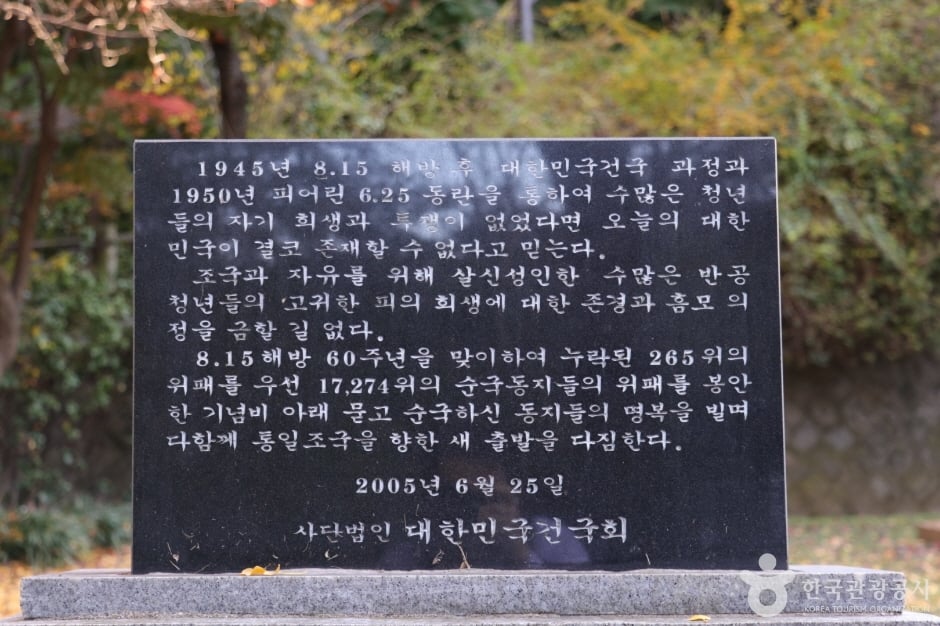 1945년 8.15 해방 후 대한민국건국 과정과
1950년 피어린 6.25 동란을 통하여 수많은 청년
들의 자기 희생과 투쟁이 없었다면 오늘의 대한
민국이 결코 존재할 수 없다고 믿는다.
조국과 자유를 위해 살신성인한 수많은 반공
청년들의 고귀한 피의 희생에 대한 존경과 흠모 의
정을 금할 길 없다.
8.15 해방 60주년을 맞이하여 누락된 265위의
위패를 우선 17,274위의 순국동지들의 위패를 봉안
한 기념비 아래 묻고 순국하신 동지들의 명복을 빌며
다함께 통일조국을 향한 새 출발을 다짐한다.
2005년 6월 25일
사단법인 대한민국건국회
한국관광공사
KOREA TOURISM ORGANIZATION